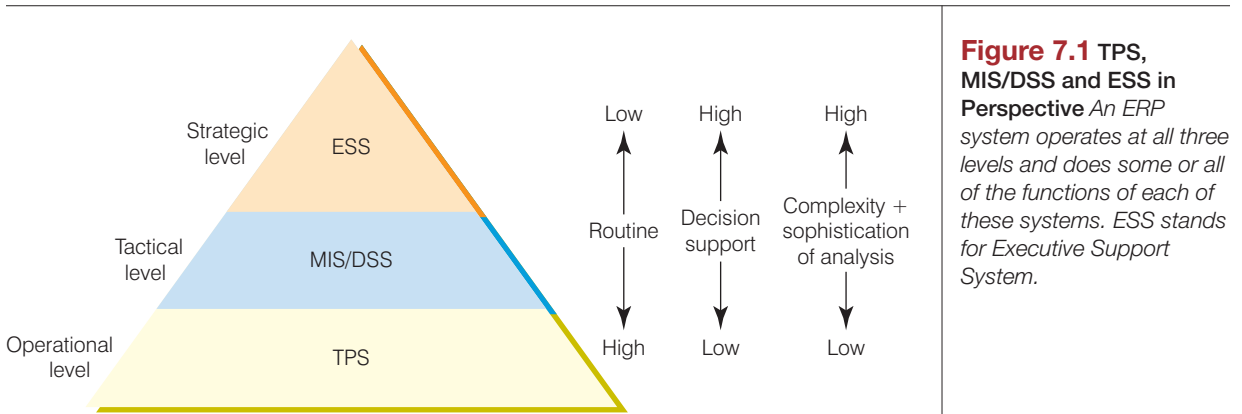 Strategic
level
ESS
Tactical
level
MIS/DSS
Operational
level
TPS
Low
Routine
High
High
Decision
support
Low
High
Complexity +
sophistication
of analysis
Low
Figure 7.1 TPS,
MIS/DSS and ESS in
Perspective An ERP
system operates at all three
levels and does some or all
of the functions of each of
these systems. ESS stands
for Executive Support
System.